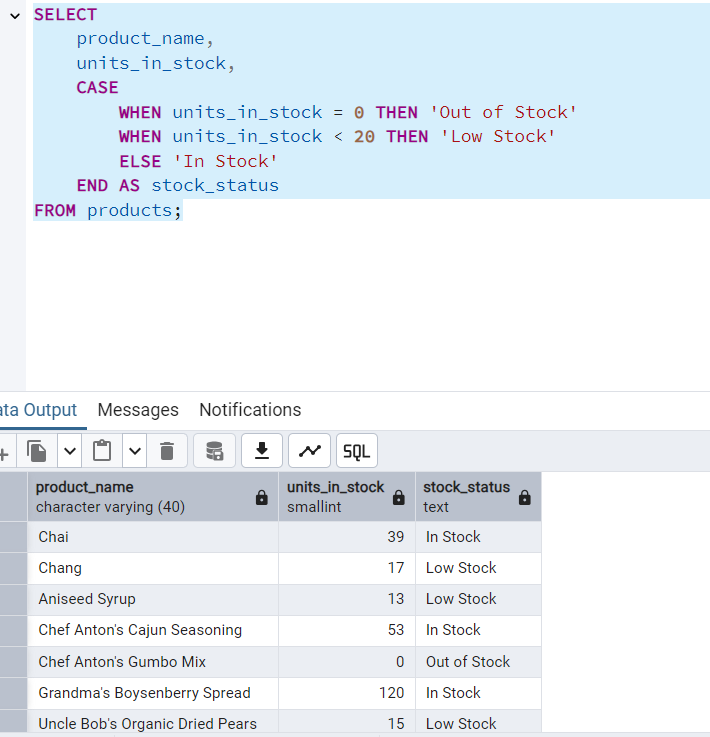 SELECT
product_name,
units_in_stock,
CASE
WHEN units_in_stock = 0 THEN 'Out of Stock'
WHEN units_in_stock < 20 THEN 'Low Stock'
ELSE 'In Stock'
END AS stock_status
FROM products;
ata Output Messages Notifications
SQL
product_name units_in_stock stock_status
character varying (40) smallint text
Chai 39 In Stock
Chang 17 Low Stock
Aniseed Syrup 13 Low Stock
Chef Anton's Cajun Seasoning 53 In Stock
Chef Anton's Gumbo Mix 0 Out of Stock
Grandma's Boysenberry Spread 120 In Stock
Uncle Bob's Organic Dried Pears 15 Low Stock